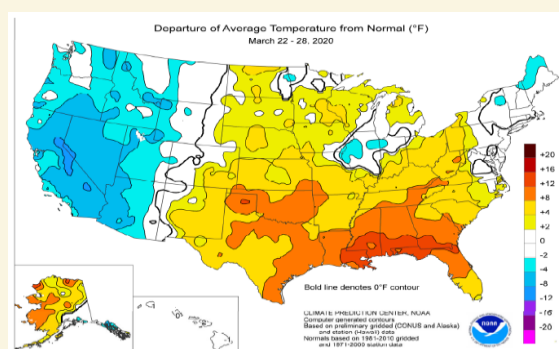 Departure of Average Temperature from Normal (°F)
March 22 - 28, 2020
+20
+16
+12
+8
+4
+2
0
-2
-4
-8
-12
-16
-20
Bold line denotes 0°F contour
CLIMATE PREDICTION CENTER, NOAA
Computer generated contours
Based on preliminary gridded (CONUS and Alaska)
and station (Hawaii) data
Normals based on 1981-2010 gridded
and 1971-2000 station data
noaa